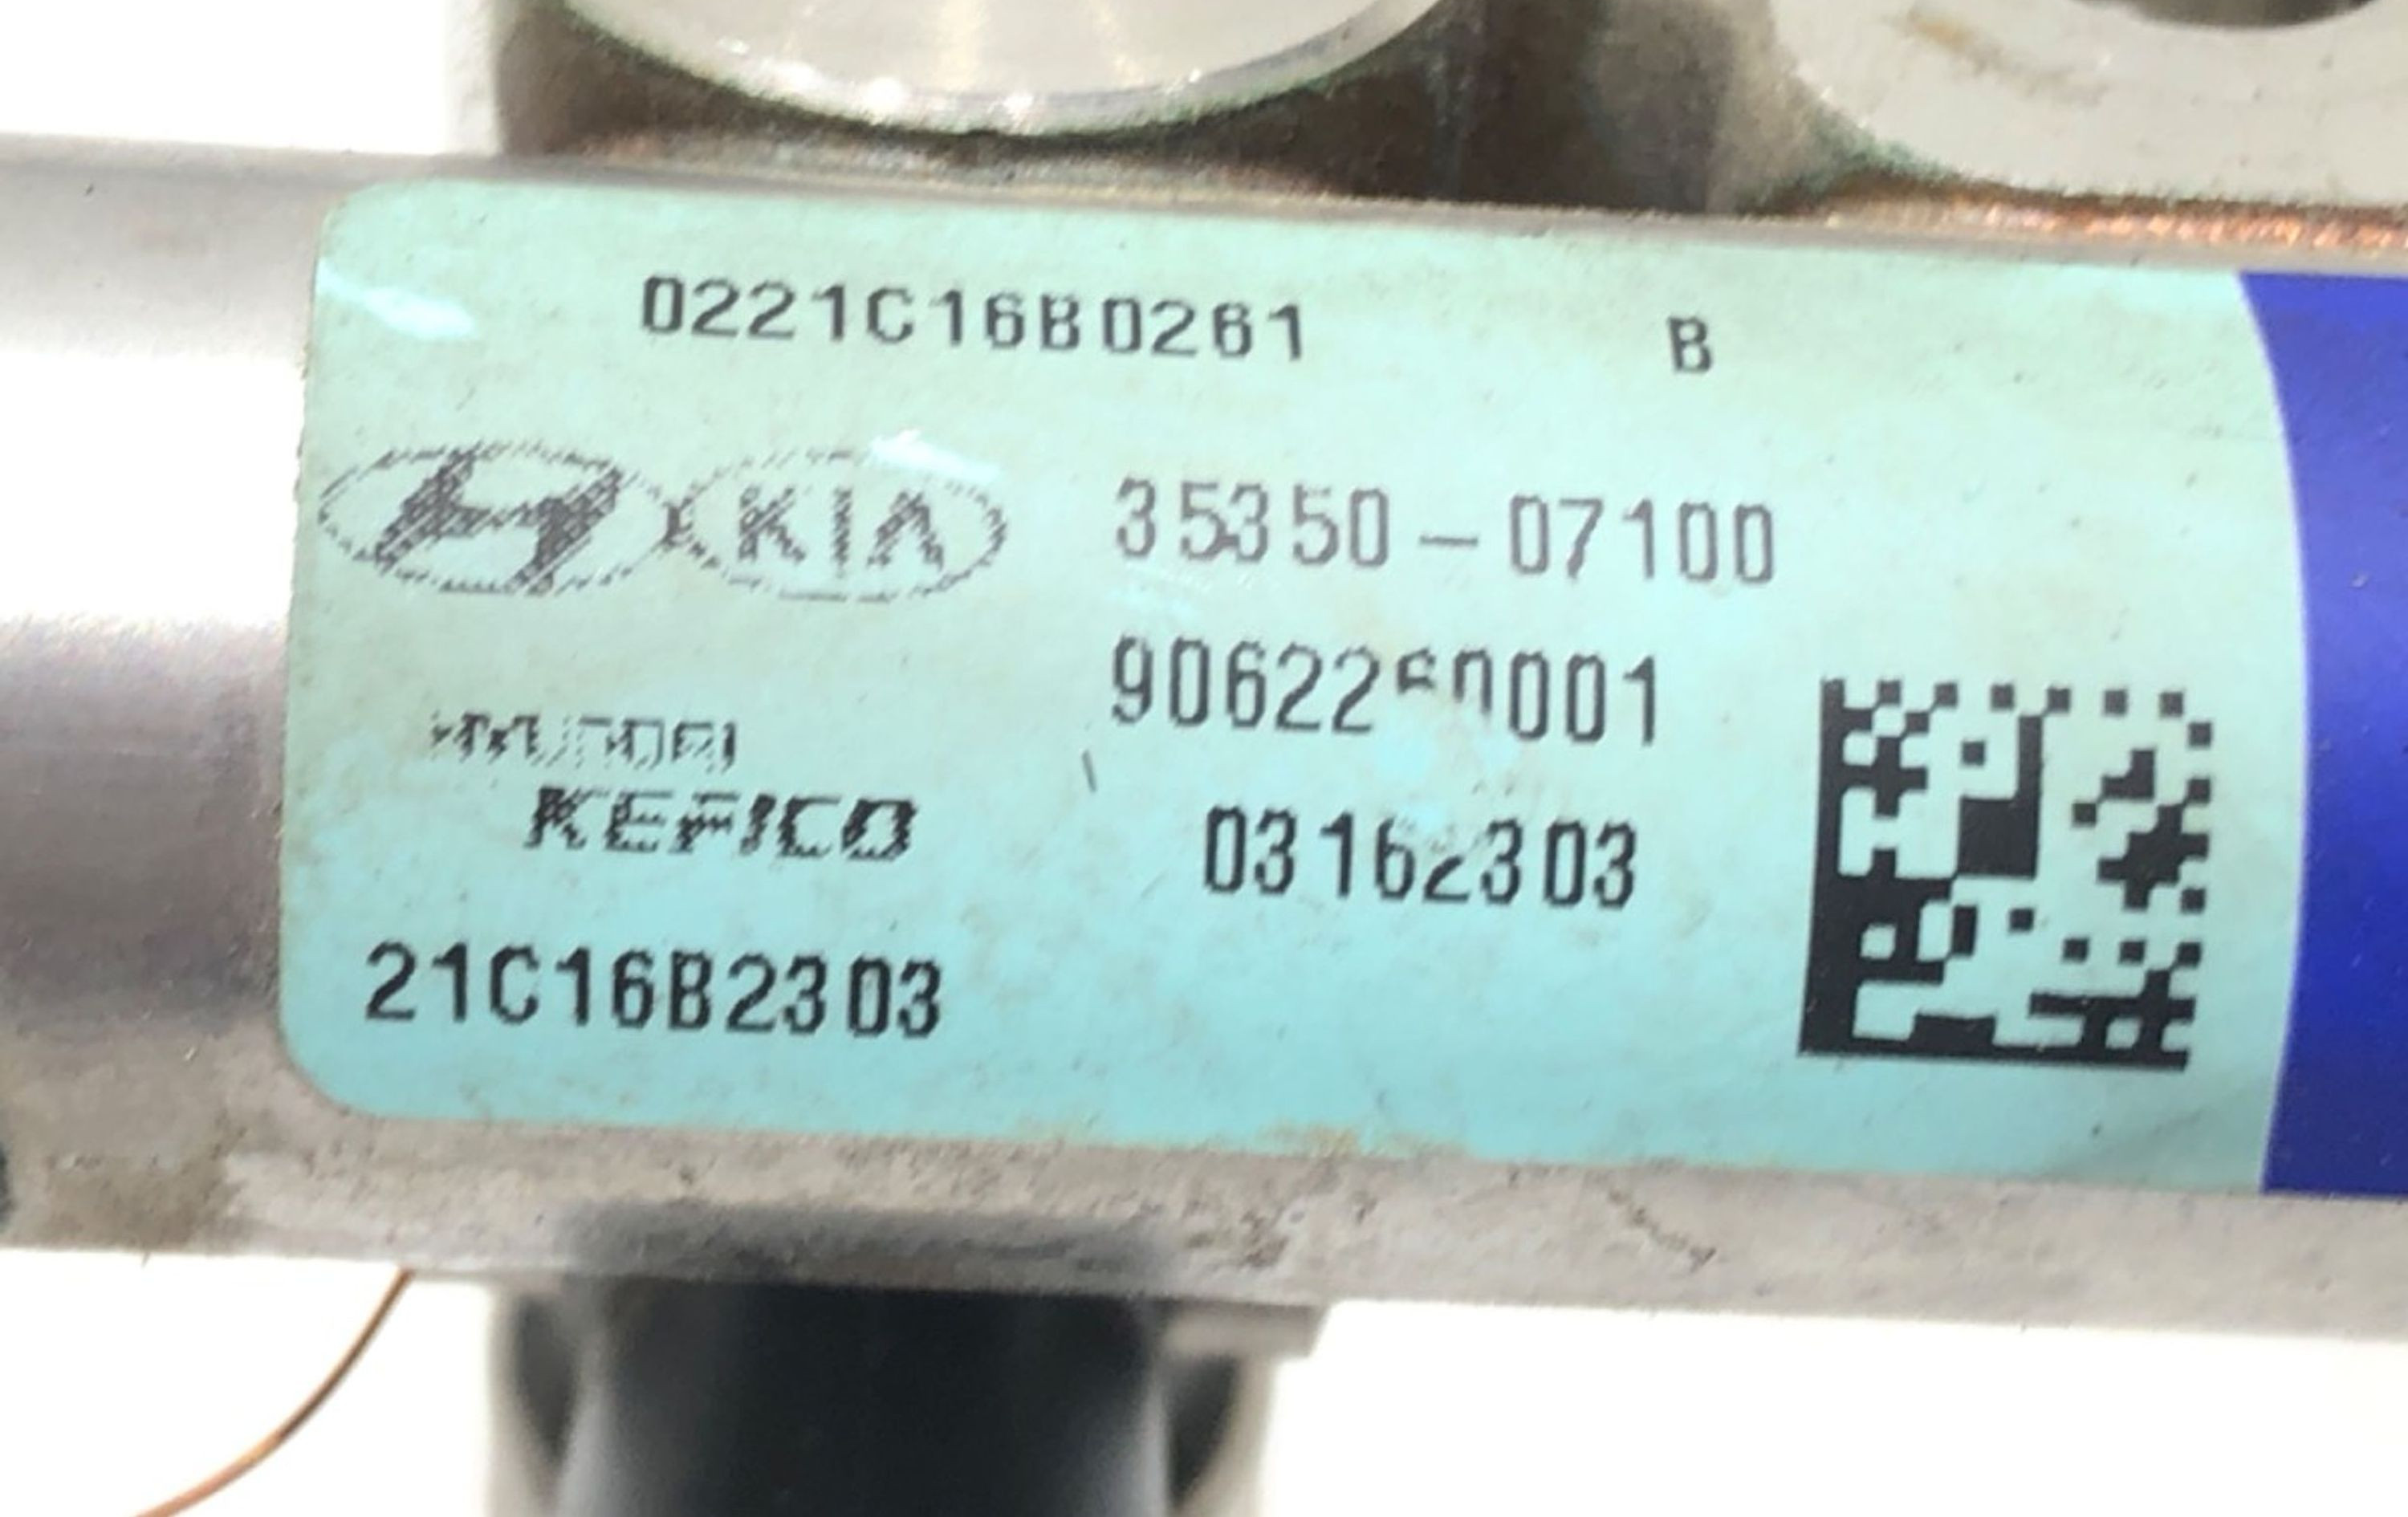 0221C16B0261 B
KIA 35350-07100
HYUNDAI
KEFICO
03162303
21C16B2303